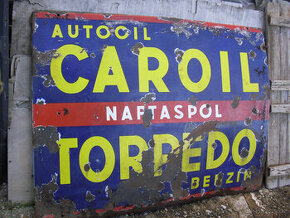 AUTOOIL
CAROIL
NAFTASPOL
TORPEDO
BENZIN